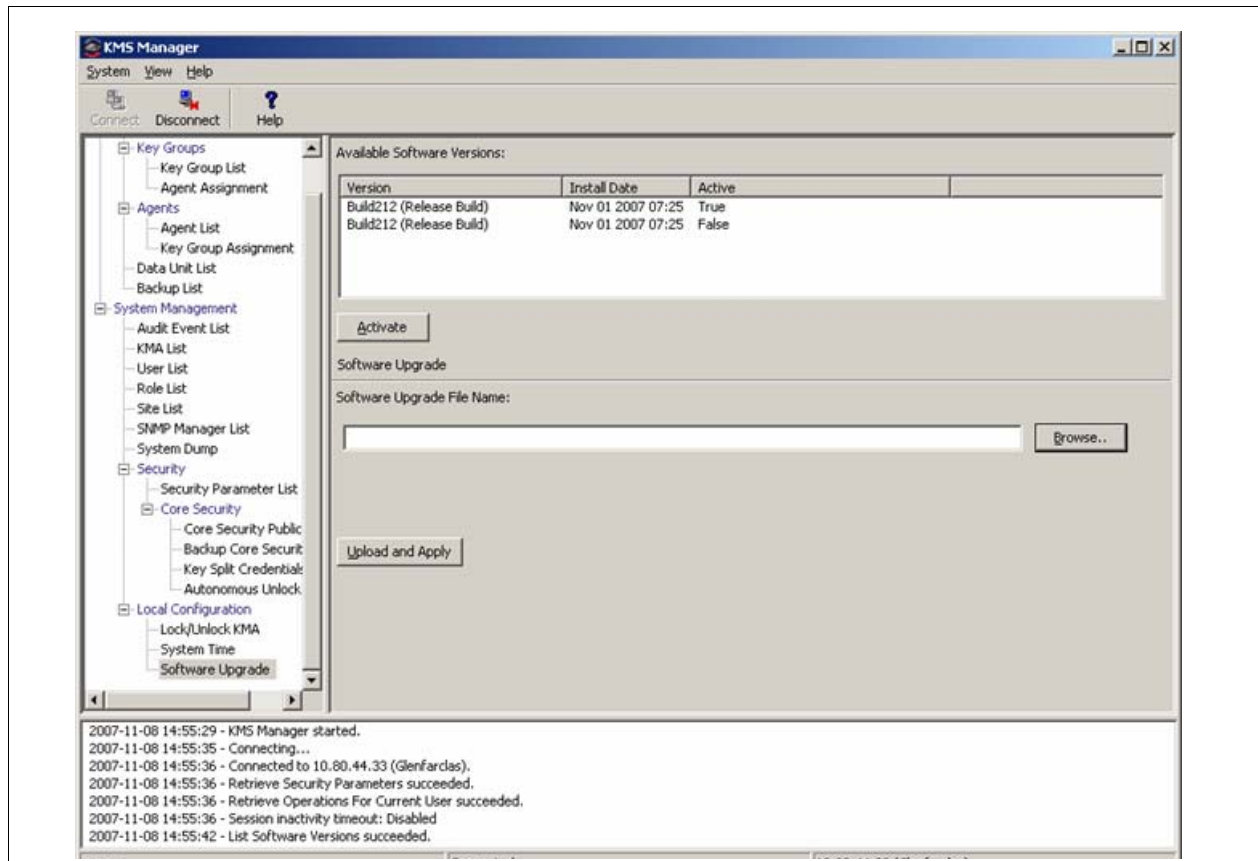 KMS Manager
System View Help
Connect Disconnect Help
Key Groups
Key Group List
Agent Assignment
Agents
Agent List
Key Group Assignment
Data Unit List
Backup List
System Management
Audit Event List
KMA List
User List
Role List
Site List
SNMP Manager List
System Dump
Security
Security Parameter List
Core Security
Core Security Public
Backup Core Securit
Key Split Credentials
Autonomous Unlock
Local Configuration
Lock/Unlock KMA
System Time
Software Upgrade
Available Software Versions:
Version Install Date Active
Build212 (Release Build) Nov 01 2007 07:25 True
Build212 (Release Build) Nov 01 2007 07:25 False
Activate
Software Upgrade
Software Upgrade File Name:
Browse..
Upload and Apply
2007-11-08 14:55:29 - KMS Manager started.
2007-11-08 14:55:35 - Connecting...
2007-11-08 14:55:36 - Connected to 10.80.44.33 (Glenfarclas).
2007-11-08 14:55:36 - Retrieve Security Parameters succeeded.
2007-11-08 14:55:36 - Retrieve Operations For Current User succeeded.
2007-11-08 14:55:36 - Session inactivity timeout: Disabled
2007-11-08 14:55:42 - List Software Versions succeeded.